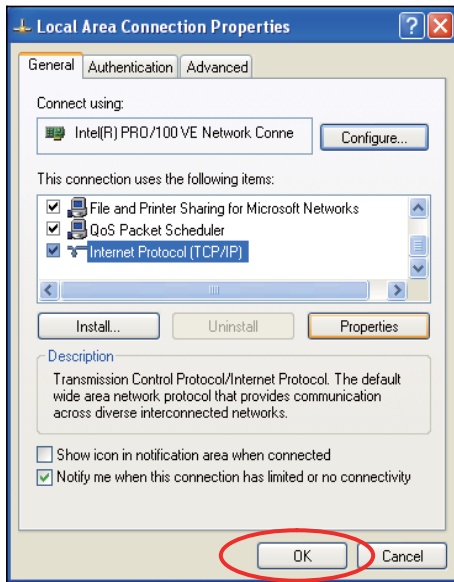 Local Area Connection Properties
General Authentication Advanced
Connect using:
Intel(R) PRO/100 VE Network Conne Configure...
This connection uses the following items:
File and Printer Sharing for Microsoft Networks
QoS Packet Scheduler
Internet Protocol (TCP/IP)
Install... Uninstall Properties
Description
Transmission Control Protocol/Internet Protocol. The default
wide area network protocol that provides communication
across diverse interconnected networks.
Show icon in notification area when connected
Notify me when this connection has limited or no connectivity
OK Cancel